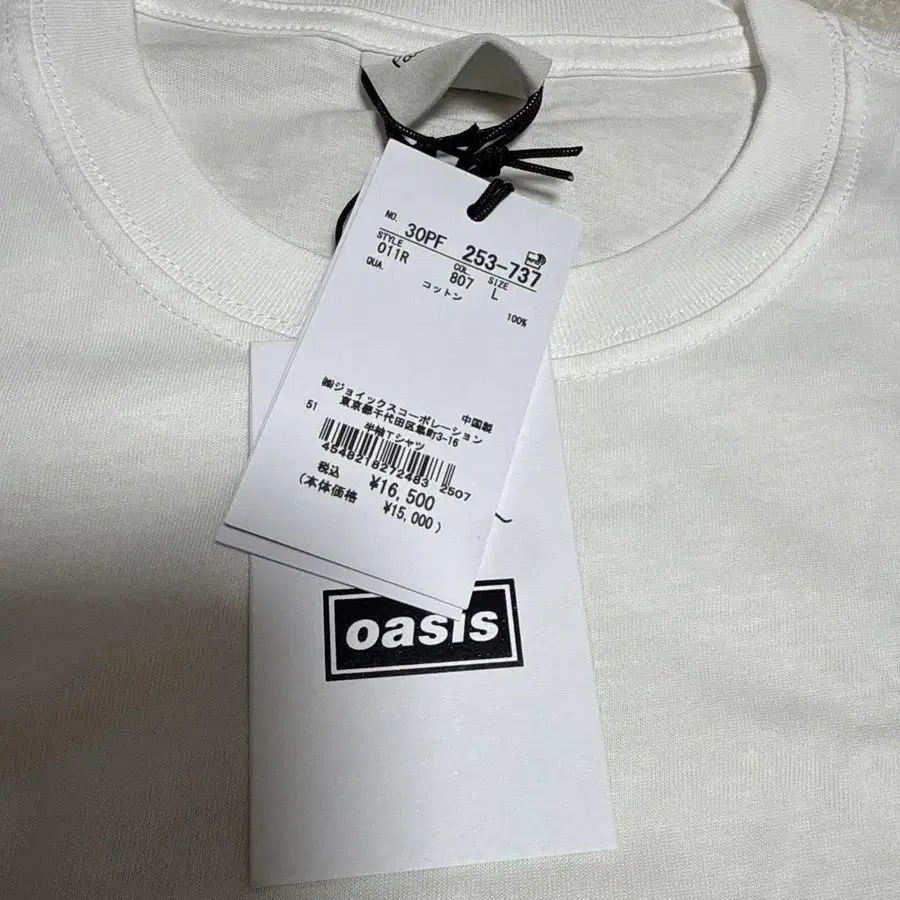 NO. 30PF 253-737
STYLE COL. SIZE
011R 807 L
QUA. コットン 100%
㈱ジョイックスコーポレーション 中国製
東京都千代田区隼町3-16
51 半袖Tシャツ
4548218272483 2507
税込 ¥16,500
(本体価格 ¥15,000)
oasis